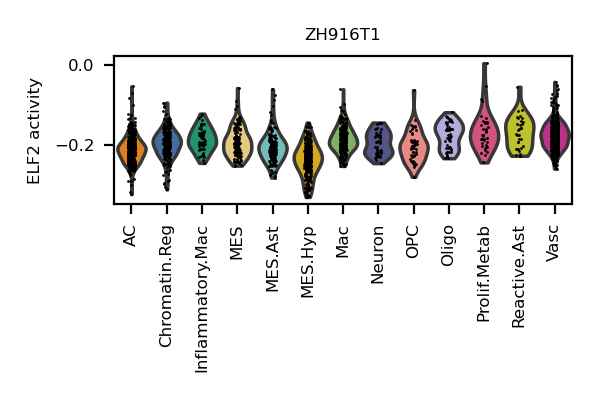 ZH916T1
ELF2 activity
0.0
−0.2
AC
Chromatin.Reg
Inflammatory.Mac
MES
MES.Ast
MES.Hyp
Mac
Neuron
OPC
Oligo
Prolif.Metab
Reactive.Ast
Vasc